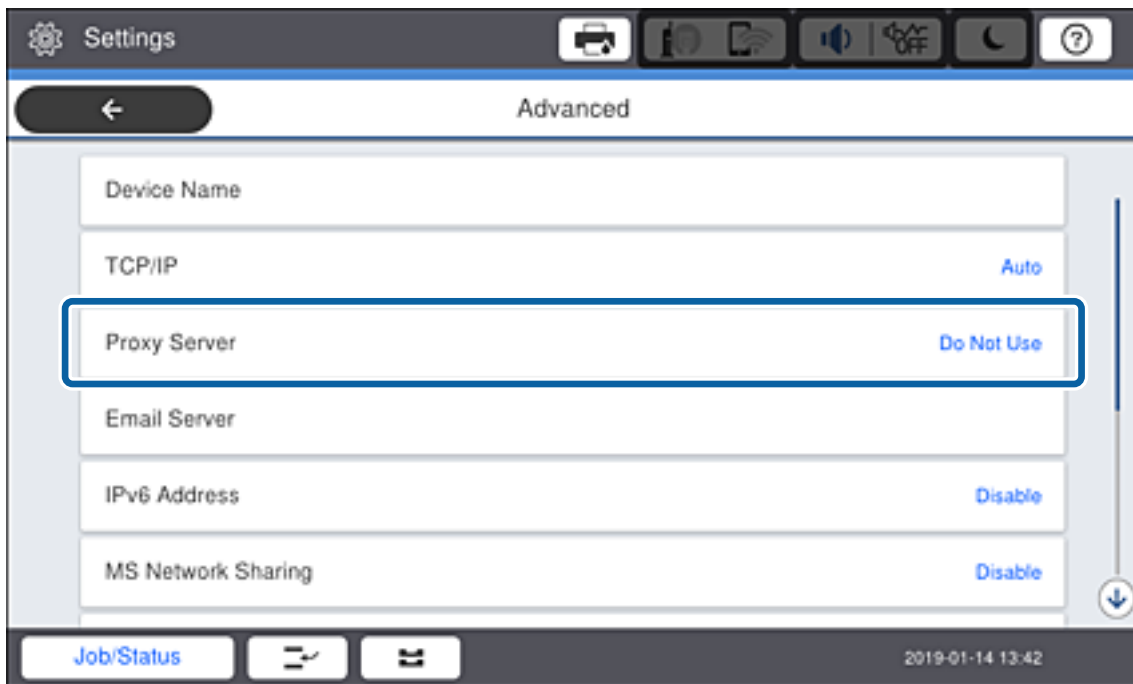 Settings
OFF
?
Advanced
Device Name
TCP/IP Auto
Proxy Server Do Not Use
Email Server
IPv6 Address Disable
MS Network Sharing Disable
Job/Status 2019-01-14 13:42